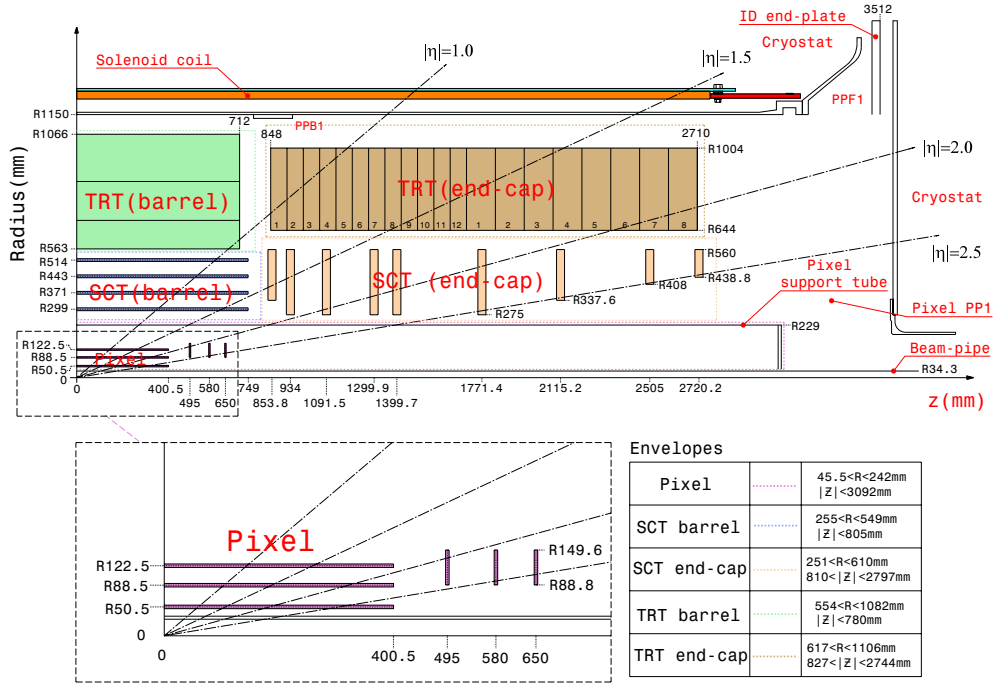 ID end-plate
3512
Cryostat
|η|=1.0
|η|=1.5
Solenoid coil
PPF1
R1150
712
PPB1
R1066
848
2710
R1004
|η|=2.0
TRT(barrel)
TRT(end-cap)
Cryostat
1 2 3 4 5 6 7 8 9 10 11 12 1 2 3 4 5 6 7 8
R644
Radius(mm)
R563
R560
|η|=2.5
R514
R443
SCT(barrel)
SCT (end-cap)
R438.8
Pixel
support tube
R371
R408
R337.6
R299
R275
Pixel PP1
R229
R122.5
R88.5
Pixel
R50.5
Beam-pipe
R34.3
0
0
400.5
580
749
934
1299.9
1771.4
2115.2
2505
2720.2
495
650
853.8
1091.5
1399.7
z(mm)
Pixel
R122.5
R149.6
R88.5
R88.8
R50.5
0
0
400.5
495
580
650
Envelopes
Pixel
45.5<R<242mm
|Z|<3092mm
SCT barrel
255<R<549mm
|Z|<805mm
SCT end-cap
251<R<610mm
810<|Z|<2797mm
TRT barrel
554<R<1082mm
|Z|<780mm
TRT end-cap
617<R<1106mm
827<|Z|<2744mm